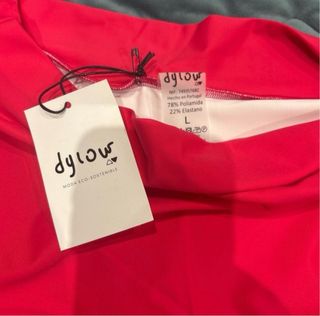 dylow
Hecho en Portugal
78% Poliamida
22% Elastano
L
dylow
MODA ECO-SOSTENIBLE